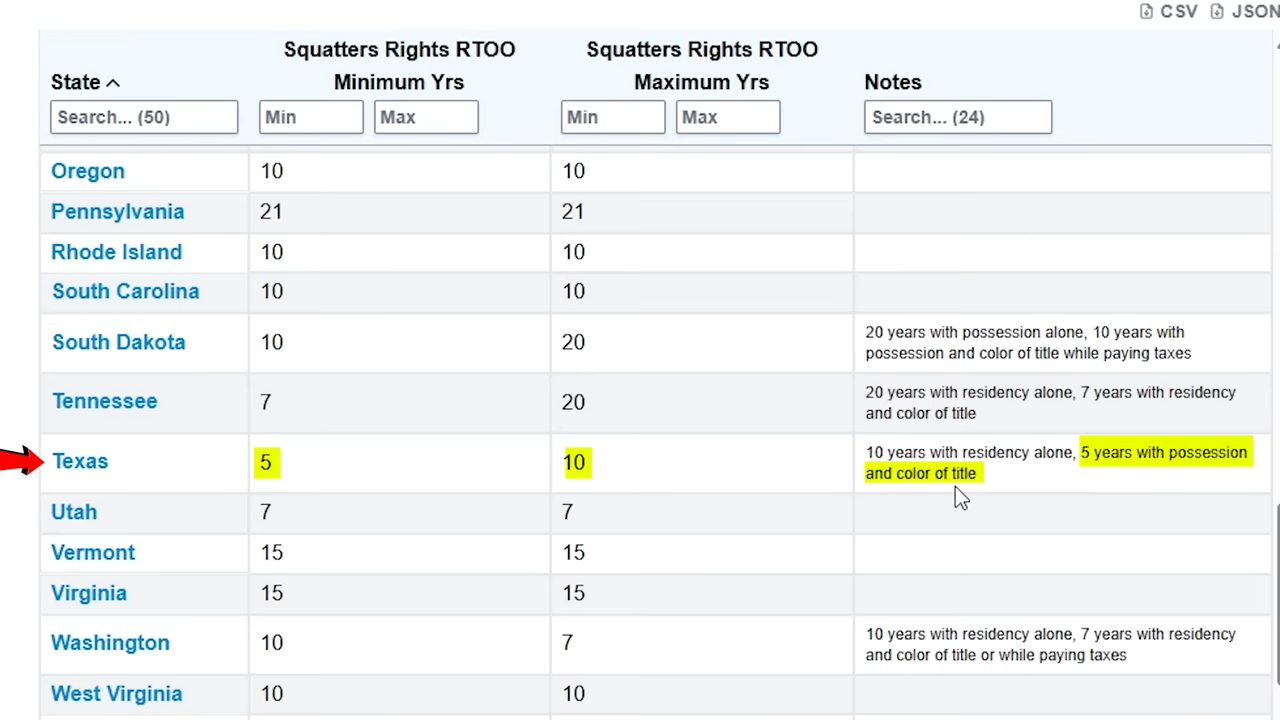 CSV JSON
Squatters Rights RTOO Squatters Rights RTOO
State Minimum Yrs Maximum Yrs Notes
Search... (50) Min Max Min Max Search... (24)
Oregon 10 10
Pennsylvania 21 21
Rhode Island 10 10
South Carolina 10 10
South Dakota 10 20 20 years with possession alone, 10 years with
possession and color of title while paying taxes
Tennessee 7 20 20 years with residency alone, 7 years with residency
and color of title
Texas 5 10 10 years with residency alone, 5 years with possession
and color of title
Utah 7 7
Vermont 15 15
Virginia 15 15
Washington 10 7 10 years with residency alone, 7 years with residency
and color of title or while paying taxes
West Virginia 10 10